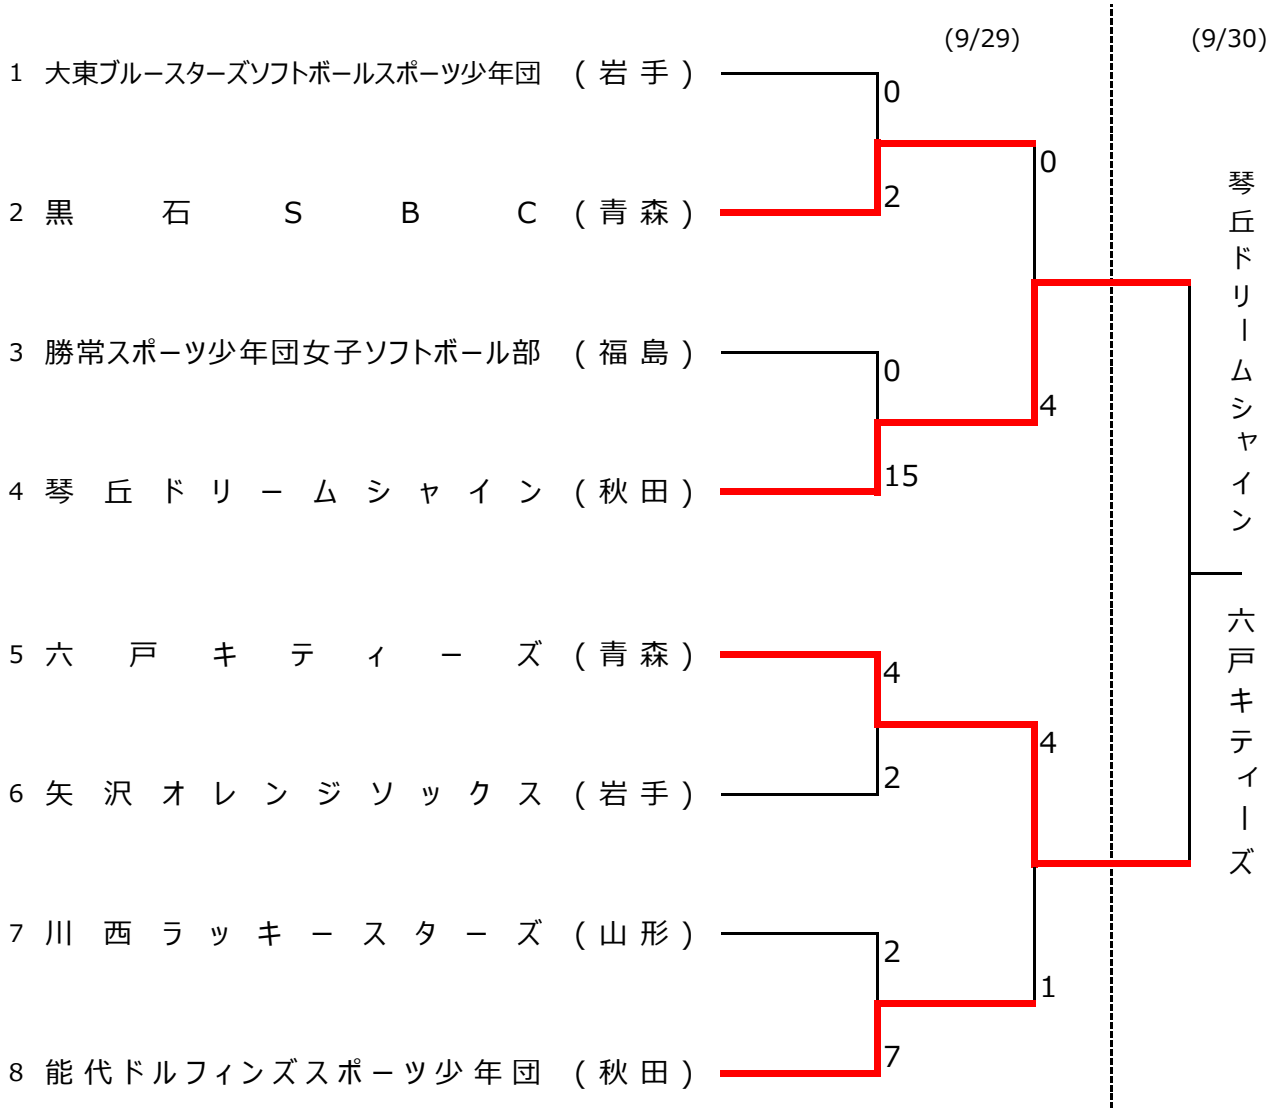 (9/29)
(9/30)
1 大東ブルースターズソフトボールスポーツ少年団 (岩手)
0
0
2 黒石SBC (青森)
2
3 勝常スポーツ少年団女子ソフトボール部 (福島)
0
4
4 琴丘ドリームシャイン (秋田)
15
琴丘ドリームシャイン
5 六戸キティーズ (青森)
4
4
6 矢沢オレンジソックス (岩手)
2
六戸キティーズ
7 川西ラッキースターズ (山形)
2
1
8 能代ドルフィンズスポーツ少年団 (秋田)
7